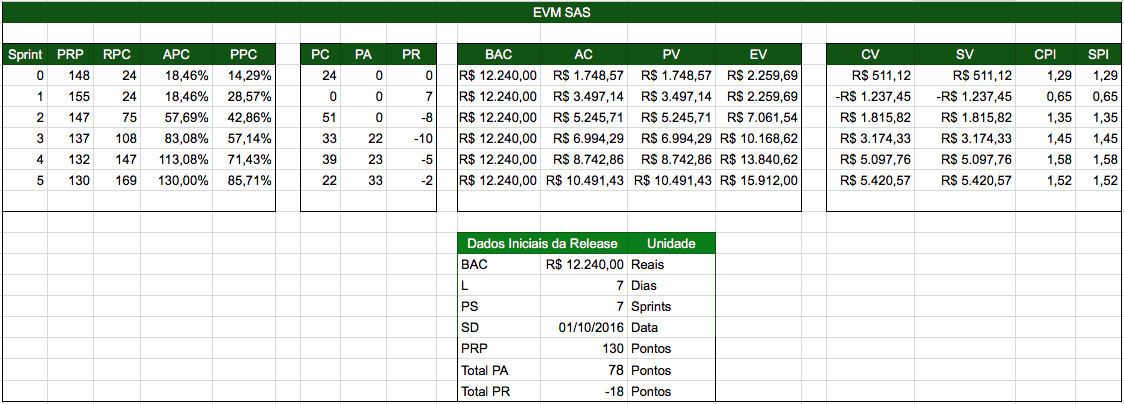 EVM SAS
Sprint PRP RPC APC PPC PC PA PR BAC AC PV EV CV SV CPI SPI
0 148 24 18,46% 14,29% 24 0 0 R$ 12.240,00 R$ 1.748,57 R$ 1.748,57 R$ 2.259,69 R$ 511,12 R$ 511,12 1,29 1,29
1 155 24 18,46% 28,57% 0 0 7 R$ 12.240,00 R$ 3.497,14 R$ 3.497,14 R$ 2.259,69 -R$ 1.237,45 -R$ 1.237,45 0,65 0,65
2 147 75 57,69% 42,86% 51 0 -8 R$ 12.240,00 R$ 5.245,71 R$ 5.245,71 R$ 7.061,54 R$ 1.815,82 R$ 1.815,82 1,35 1,35
3 137 108 83,08% 57,14% 33 22 -10 R$ 12.240,00 R$ 6.994,29 R$ 6.994,29 R$ 10.168,62 R$ 3.174,33 R$ 3.174,33 1,45 1,45
4 132 147 113,08% 71,43% 39 23 -5 R$ 12.240,00 R$ 8.742,86 R$ 8.742,86 R$ 13.840,62 R$ 5.097,76 R$ 5.097,76 1,58 1,58
5 130 169 130,00% 85,71% 22 33 -2 R$ 12.240,00 R$ 10.491,43 R$ 10.491,43 R$ 15.912,00 R$ 5.420,57 R$ 5.420,57 1,52 1,52
Dados Iniciais da Release Unidade
BAC R$ 12.240,00 Reais
L 7 Dias
PS 7 Sprints
SD 01/10/2016 Data
PRP 130 Pontos
Total PA 78 Pontos
Total PR -18 Pontos